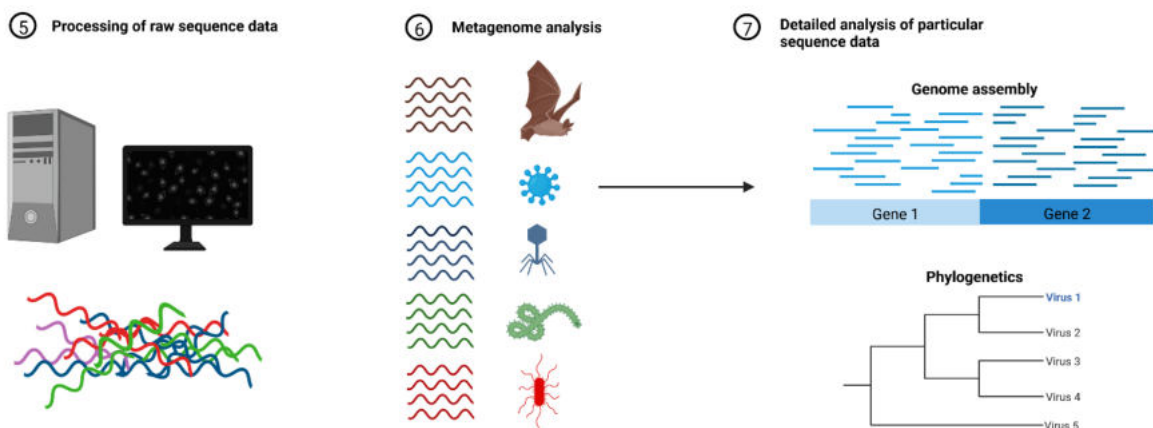 5 Processing of raw sequence data
6 Metagenome analysis
7 Detailed analysis of particular
sequence data
Genome assembly
Gene 1
Gene 2
Phylogenetics
Virus 1
Virus 2
Virus 3
Virus 4
Virus 5